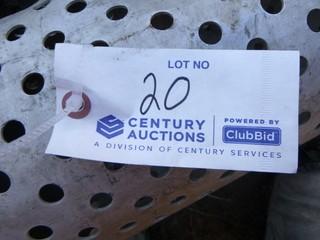 LOT NO
20
CENTURY AUCTIONS
POWERED BY
ClubBid
A DIVISION OF CENTURY SERVICES